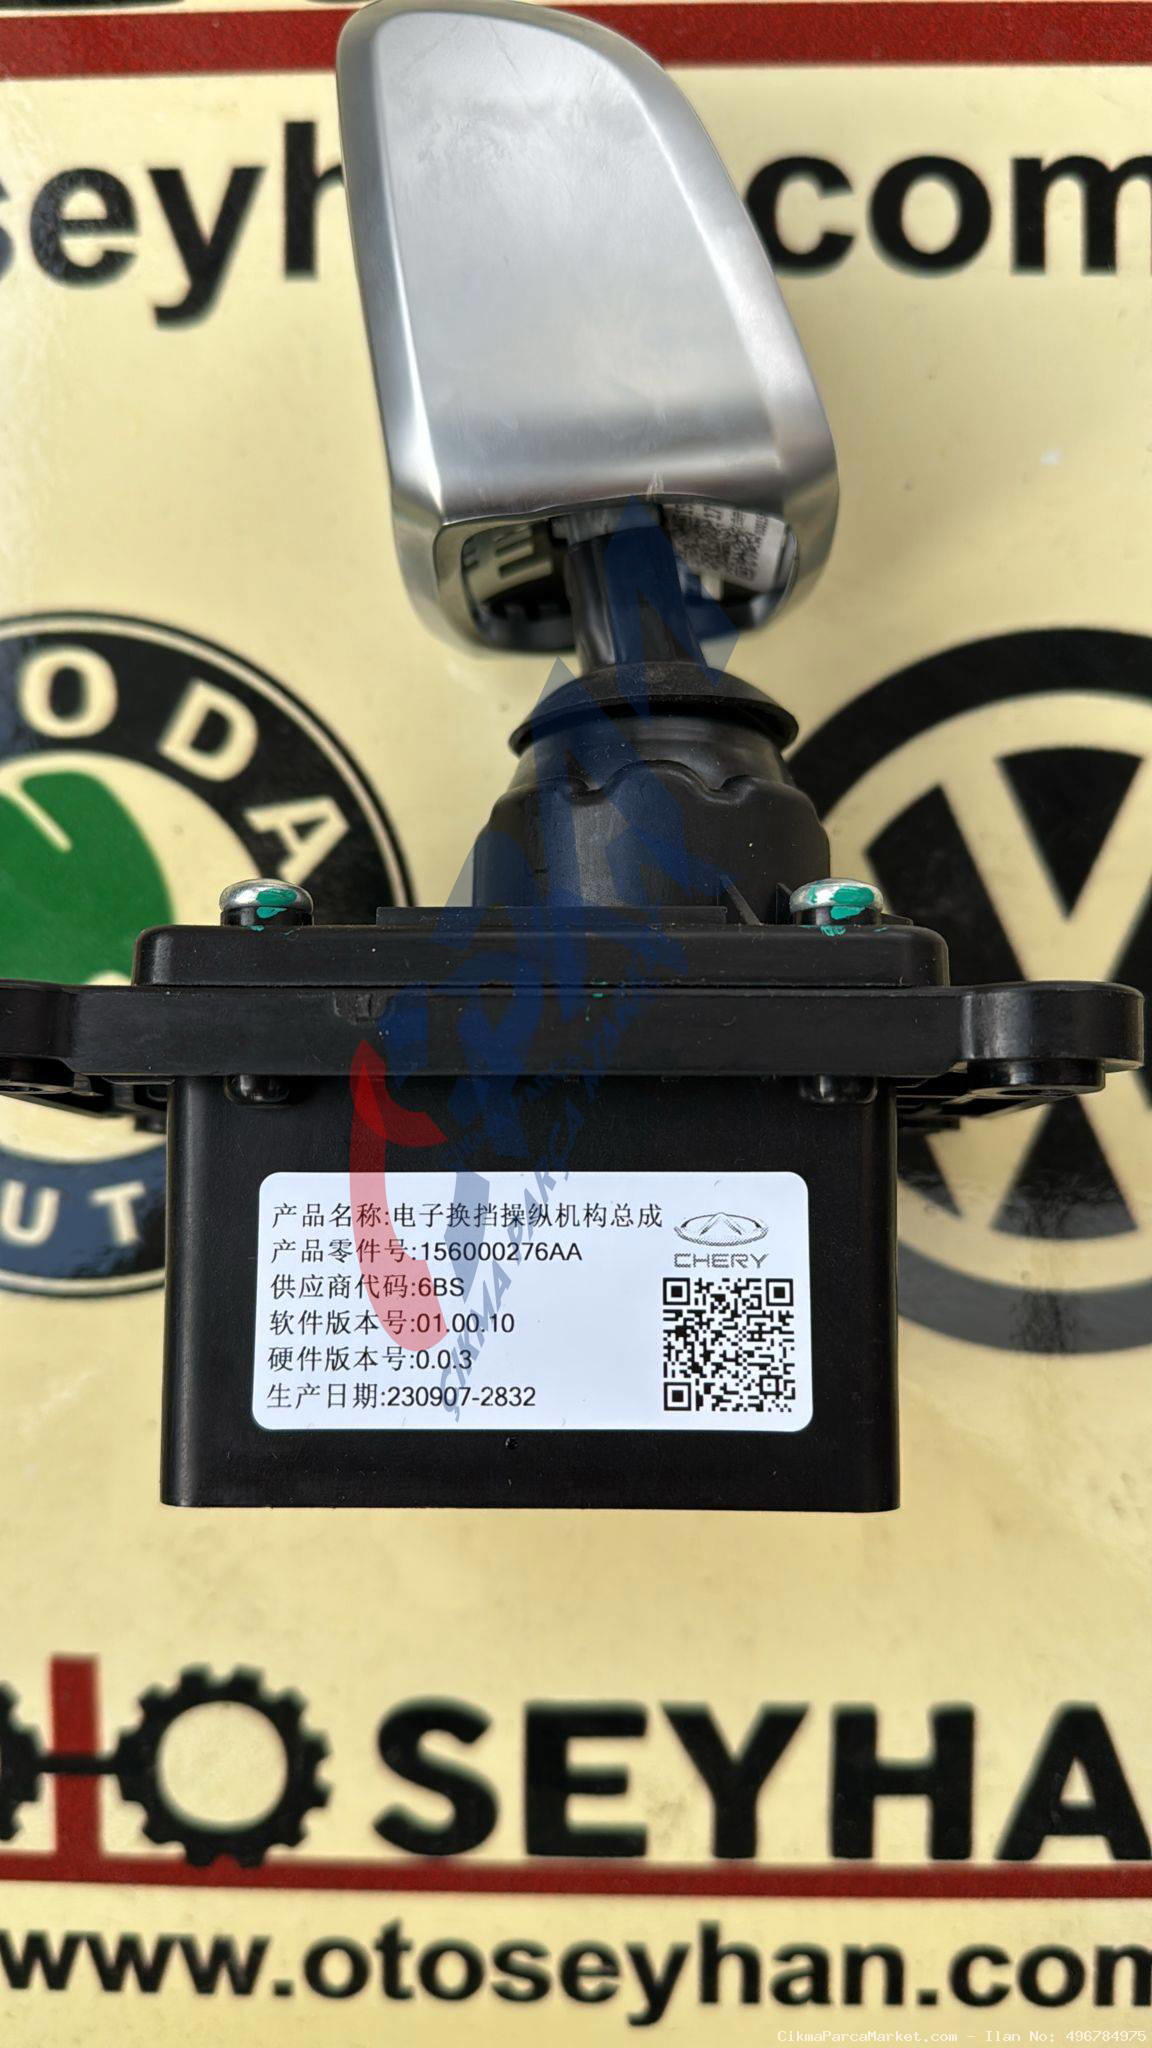 seyh
com
ODA
产品名称:电子换挡操纵机构总成
产品零件号:156000276AA
供应商代码:6BS
软件版本号:01.00.10
硬件版本号:0.0.3
生产日期:230907-2832
CHERY
UT
SEYHA
www.otoseyhan.com
CikmaParcaMarket.com - Ilan No: 496784975